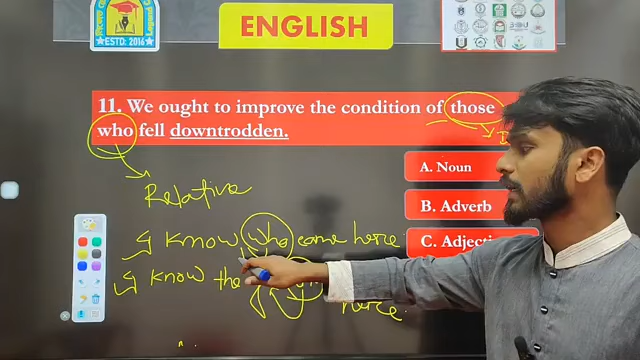 ESTD: 2016
ENGLISH
11. We ought to improve the condition of those
who fell downtrodden.
A. Noun
B. Adverb
C. Adjecti
Relative
I know who came here
I know the
here.